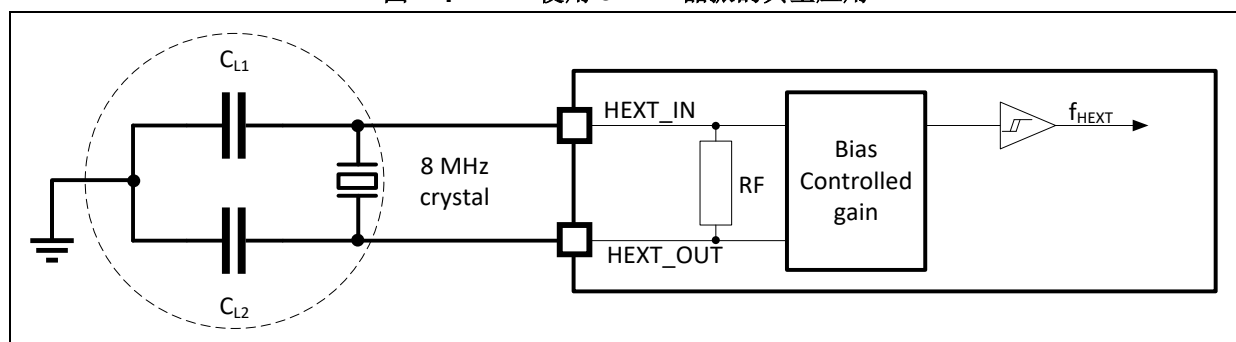 C_L1
HEXT_IN
f_HEXT
8 MHz
crystal
RF
Bias
Controlled
gain
HEXT_OUT
C_L2